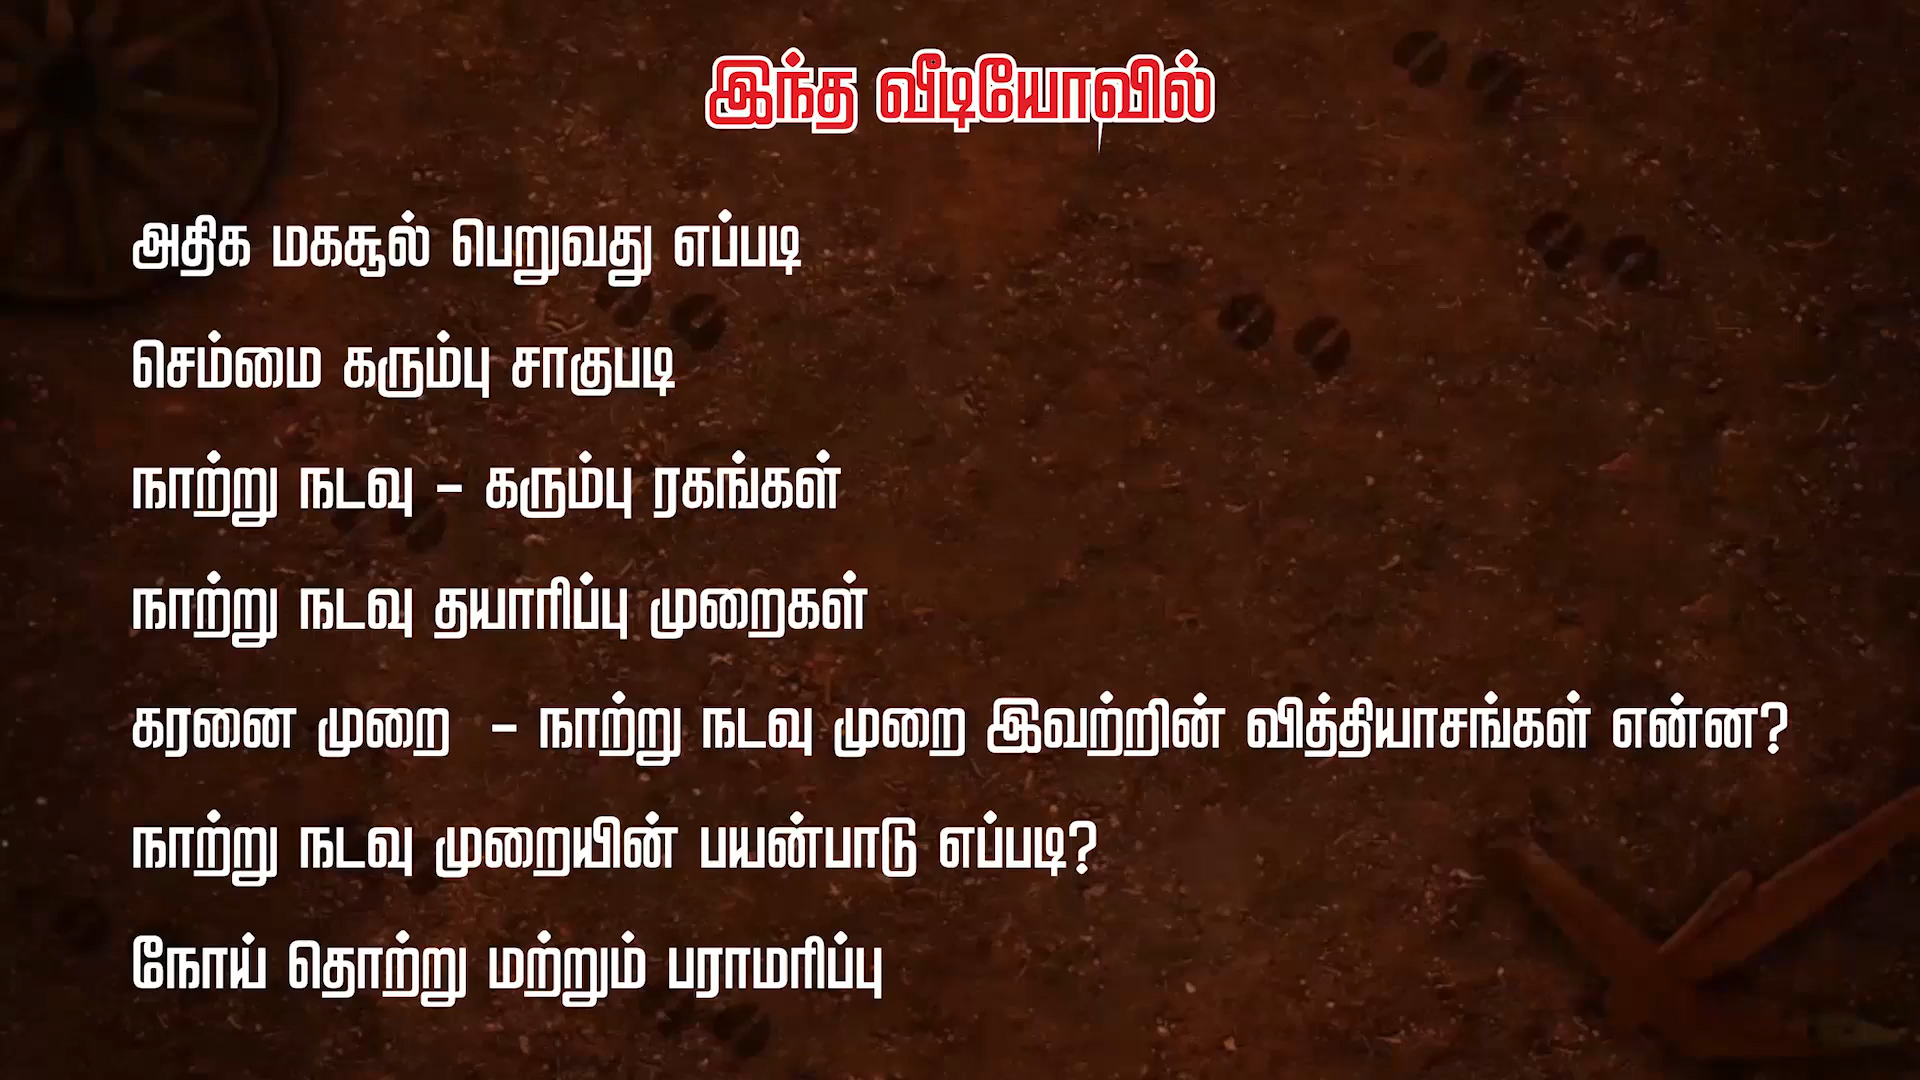 இந்த வீடியோவில்
அதிக மகசூல் பெறுவது எப்படி
செம்மை கரும்பு சாகுபடி
நாற்று நடவு - கரும்பு ரகங்கள்
நாற்று நடவு தயாரிப்பு முறைகள்
கரனை முறை - நாற்று நடவு முறை இவற்றின் வித்தியாசங்கள் என்ன?
நாற்று நடவு முறையின் பயன்பாடு எப்படி?
நோய் தொற்று மற்றும் பராமரிப்பு